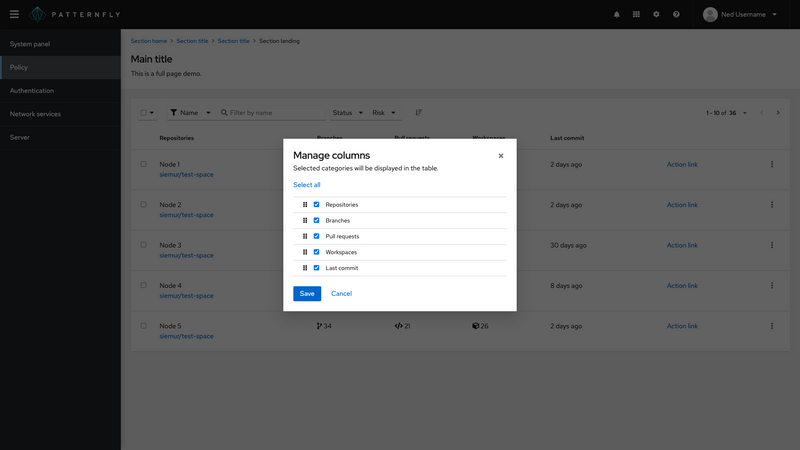 PATTERNFLY
Ned Username
System panel
Policy
Authentication
Network services
Server
Section home > Section title > Section title > Section landing
Main title
This is a full page demo.
Name
Filter by name
Status
Risk
1 - 10 of 36
Repositories Branches Pull requests Workspaces Last commit
Node 1
siemur/test-space
2 days ago
Action link
Node 2
siemur/test-space
2 days ago
Action link
Node 3
siemur/test-space
30 days ago
Action link
Node 4
siemur/test-space
8 days ago
Action link
Node 5
siemur/test-space
34
21
26
2 days ago
Action link
Manage columns
Selected categories will be displayed in the table.
Select all
Repositories
Branches
Pull requests
Workspaces
Last commit
Save
Cancel